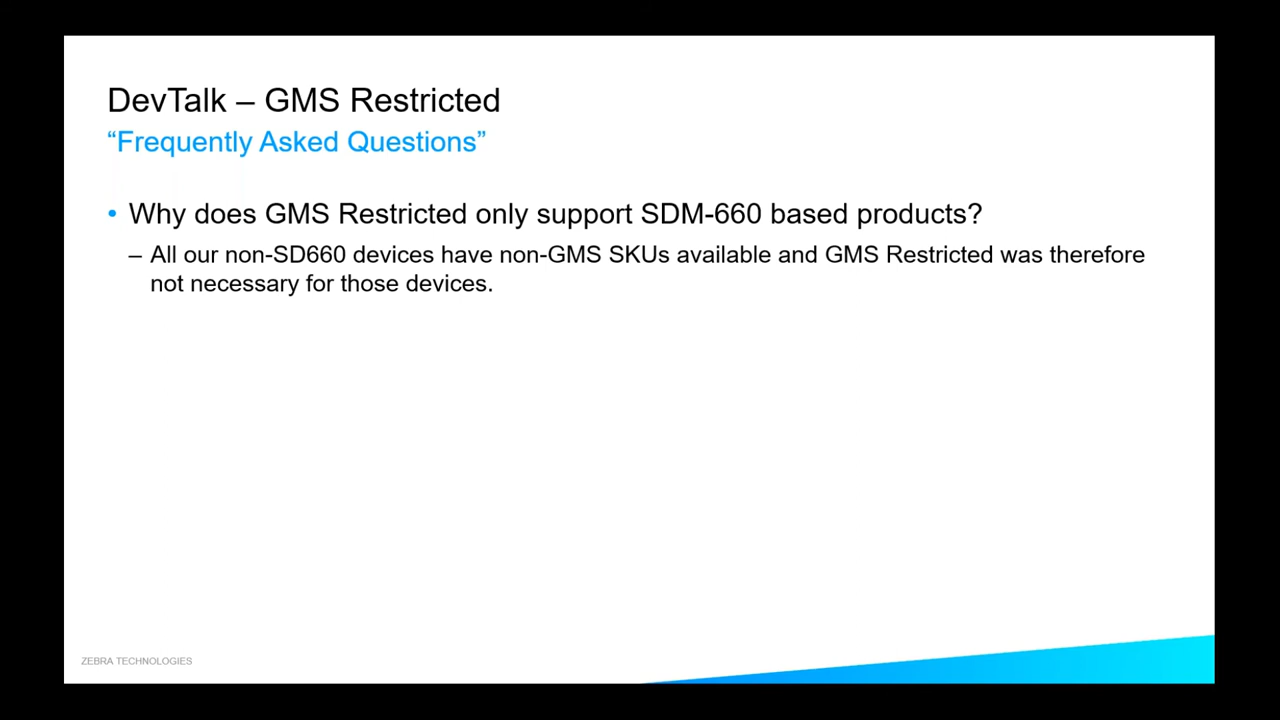 DevTalk – GMS Restricted
“Frequently Asked Questions”
• Why does GMS Restricted only support SDM-660 based products?
– All our non-SD660 devices have non-GMS SKUs available and GMS Restricted was therefore
not necessary for those devices.
ZEBRA TECHNOLOGIES